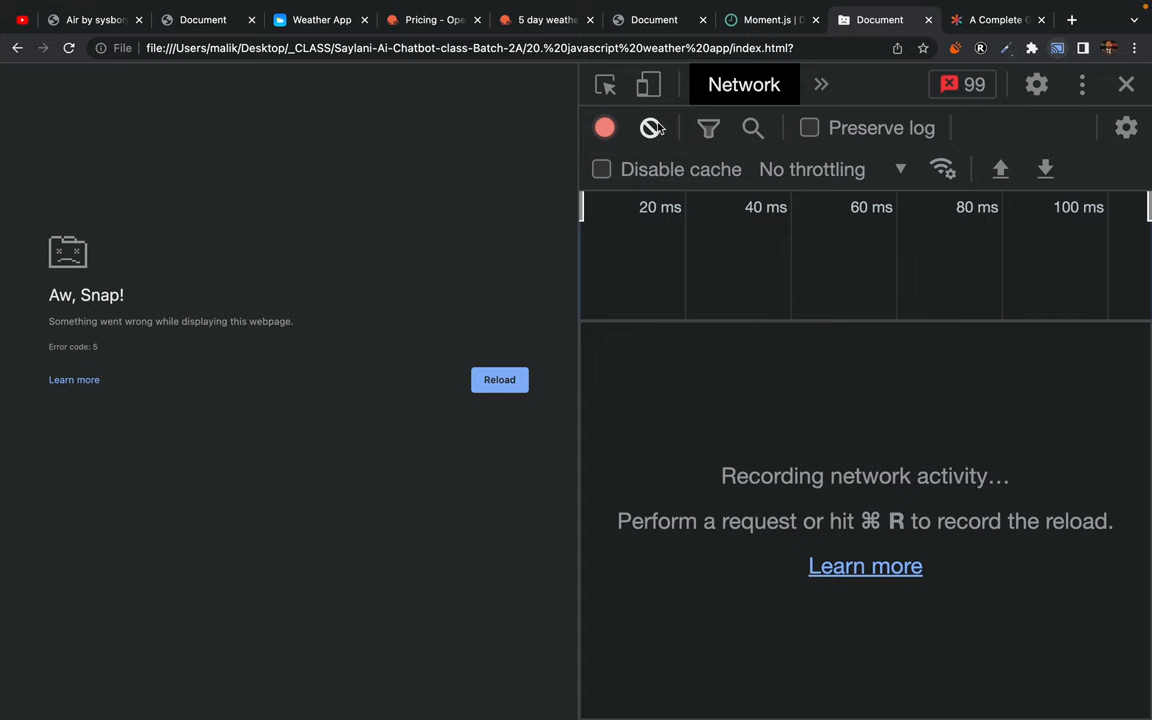 Air by sysbor
Document
Weather App
Pricing - Ope
5 day weathe
Document
Moment.js | D
Document
A Complete G
File
file:///Users/malik/Desktop/_CLASS/Saylani-Ai-Chatbot-class-Batch-2A/20.%20javascript%20weather%20app/index.html?
Network
99
Preserve log
Disable cache
No throttling
20 ms
40 ms
60 ms
80 ms
100 ms
Aw, Snap!
Something went wrong while displaying this webpage.
Error code: 5
Learn more
Reload
Recording network activity…
Perform a request or hit ⌘ R to record the reload.
Learn more